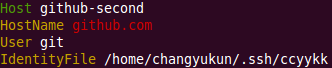 Host github-second
HostName github.com
User git
IdentityFile /home/changyukun/.ssh/ccyykk